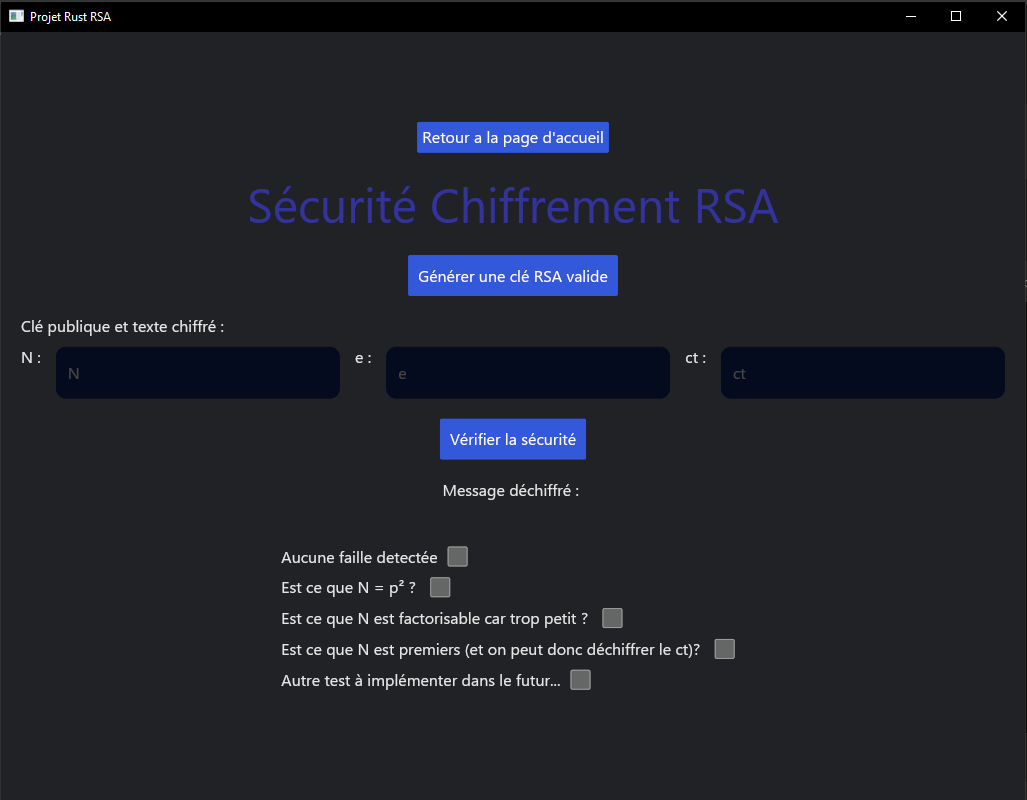 Projet Rust RSA
Retour a la page d'accueil
Sécurité Chiffrement RSA
Générer une clé RSA valide
Clé publique et texte chiffré :
N : N e : e ct : ct
Vérifier la sécurité
Message déchiffré :
Aucune faille detectée
Est ce que N = p² ?
Est ce que N est factorisable car trop petit ?
Est ce que N est premiers (et on peut donc déchiffrer le ct)?
Autre test à implémenter dans le futur...